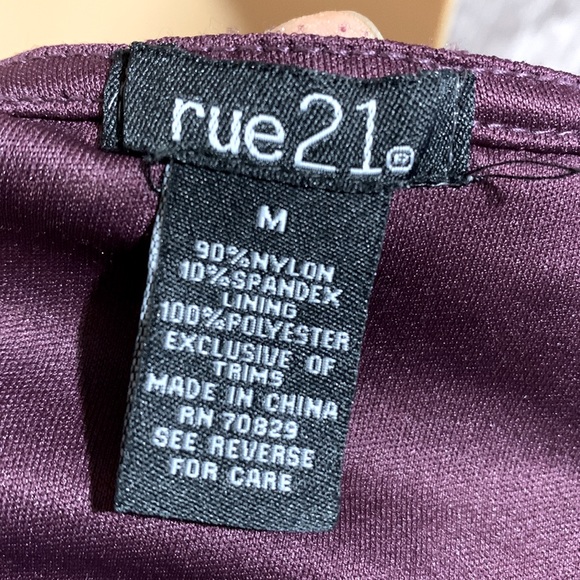 rue21
M
90%NYLON
10%SPANDEX
LINING
100%POLYESTER
EXCLUSIVE OF
TRIMS
MADE IN CHINA
RN 70829
SEE REVERSE
FOR CARE